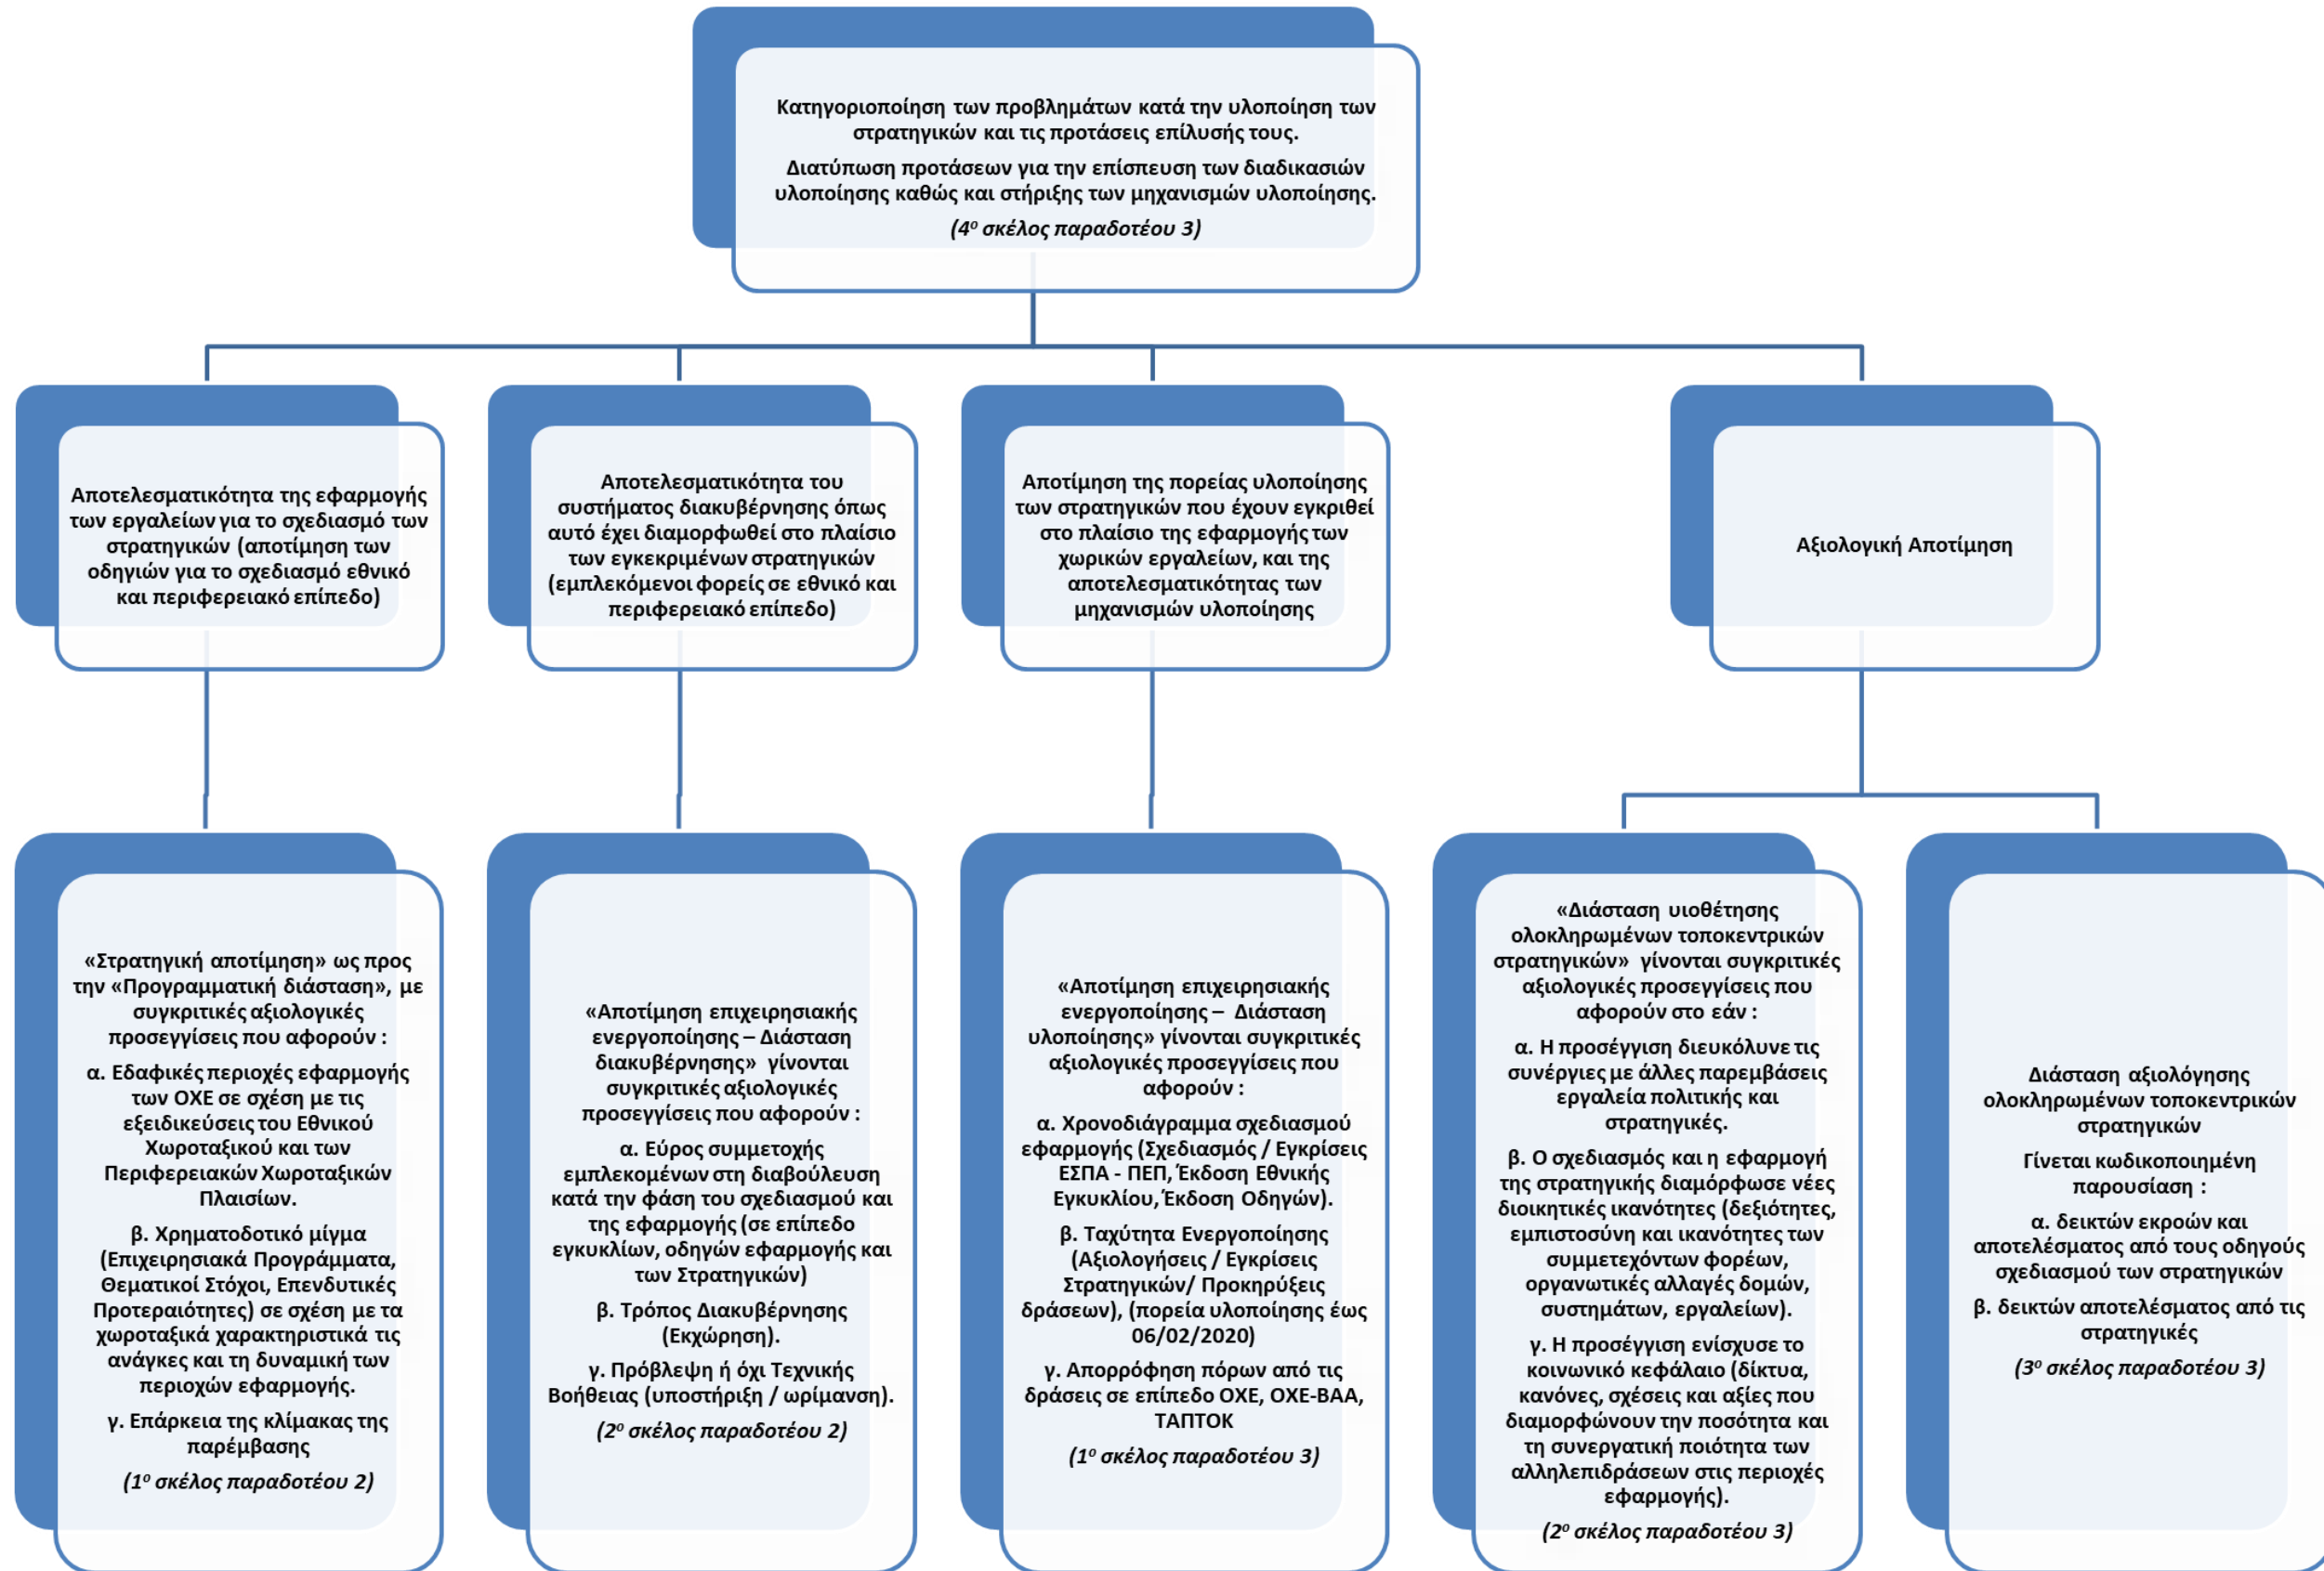 Κατηγοριοποίηση των προβλημάτων κατά την υλοποίηση των
στρατηγικών και τις προτάσεις επίλυσής τους.
Διατύπωση προτάσεων για την επίσπευση των διαδικασιών
υλοποίησης καθώς και στήριξης των μηχανισμών υλοποίησης.
(4ο σκέλος παραδοτέου 3)
Αποτελεσματικότητα της εφαρμογής
των εργαλείων για το σχεδιασμό των
στρατηγικών (αποτίμηση των
οδηγιών για το σχεδιασμό εθνικό
και περιφερειακό επίπεδο)
Αποτελεσματικότητα του
συστήματος διακυβέρνησης όπως
αυτό έχει διαμορφωθεί στο πλαίσιο
των εγκεκριμένων στρατηγικών
(εμπλεκόμενοι φορείς σε εθνικό και
περιφερειακό επίπεδο)
Αποτίμηση της πορείας υλοποίησης
των στρατηγικών που έχουν εγκριθεί
στο πλαίσιο της εφαρμογής των
χωρικών εργαλείων, και της
αποτελεσματικότητας των
μηχανισμών υλοποίησης
Αξιολογική Αποτίμηση
«Στρατηγική αποτίμηση» ως προς
την «Προγραμματική διάσταση», με
συγκριτικές αξιολογικές
προσεγγίσεις που αφορούν :
α. Εδαφικές περιοχές εφαρμογής
των ΟΧΕ σε σχέση με τις
εξειδικεύσεις του Εθνικού
Χωροταξικού και των
Περιφερειακών Χωροταξικών
Πλαισίων.
β. Χρηματοδοτικό μίγμα
(Επιχειρησιακά Προγράμματα,
Θεματικοί Στόχοι, Επενδυτικές
Προτεραιότητες) σε σχέση με τα
χωροταξικά χαρακτηριστικά τις
ανάγκες και τη δυναμική των
περιοχών εφαρμογής.
γ. Επάρκεια της κλίμακας της
παρέμβασης
(1ο σκέλος παραδοτέου 2)
«Αποτίμηση επιχειρησιακής
ενεργοποίησης – Διάσταση
διακυβέρνησης» γίνονται
συγκριτικές αξιολογικές
προσεγγίσεις που αφορούν :
α. Εύρος συμμετοχής
εμπλεκομένων στη διαβούλευση
κατά την φάση του σχεδιασμού και
της εφαρμογής (σε επίπεδο
εγκυκλίων, οδηγών εφαρμογής και
των Στρατηγικών)
β. Τρόπος Διακυβέρνησης
(Εκχώρηση).
γ. Πρόβλεψη ή όχι Τεχνικής
Βοήθειας (υποστήριξη / ωρίμανση).
(2ο σκέλος παραδοτέου 2)
«Αποτίμηση επιχειρησιακής
ενεργοποίησης – Διάσταση
υλοποίησης» γίνονται συγκριτικές
αξιολογικές προσεγγίσεις που
αφορούν :
α. Χρονοδιάγραμμα σχεδιασμού
εφαρμογής (Σχεδιασμός / Εγκρίσεις
ΕΣΠΑ - ΠΕΠ, Έκδοση Εθνικής
Εγκυκλίου, Έκδοση Οδηγών).
β. Ταχύτητα Ενεργοποίησης
(Αξιολογήσεις / Εγκρίσεις
Στρατηγικών/ Προκηρύξεις
δράσεων), (πορεία υλοποίησης έως
06/02/2020)
γ. Απορρόφηση πόρων από τις
δράσεις σε επίπεδο ΟΧΕ, ΟΧΕ-ΒΑΑ,
ΤΑΠΤΟΚ
(1ο σκέλος παραδοτέου 3)
«Διάσταση υιοθέτησης
ολοκληρωμένων τοποκεντρικών
στρατηγικών» γίνονται συγκριτικές
αξιολογικές προσεγγίσεις που
αφορούν στο εάν :
α. Η προσέγγιση διευκόλυνε τις
συνέργιες με άλλες παρεμβάσεις
εργαλεία πολιτικής και
στρατηγικές.
β. Ο σχεδιασμός και η εφαρμογή
της στρατηγικής διαμόρφωσε νέες
διοικητικές ικανότητες (δεξιότητες,
εμπιστοσύνη και ικανότητες των
συμμετεχόντων φορέων,
οργανωτικές αλλαγές δομών,
συστημάτων, εργαλείων).
γ. Η προσέγγιση ενίσχυσε το
κοινωνικό κεφάλαιο (δίκτυα,
κανόνες, σχέσεις και αξίες που
διαμορφώνουν την ποσότητα και
τη συνεργατική ποιότητα των
αλληλεπιδράσεων στις περιοχές
εφαρμογής).
(2ο σκέλος παραδοτέου 3)
Διάσταση αξιολόγησης
ολοκληρωμένων τοποκεντρικών
στρατηγικών
Γίνεται κωδικοποιημένη
παρουσίαση :
α. δεικτών εκροών και
αποτελέσματος από τους οδηγούς
σχεδιασμού των στρατηγικών
β. δεικτών αποτελέσματος από τις
στρατηγικές
(3ο σκέλος παραδοτέου 3)